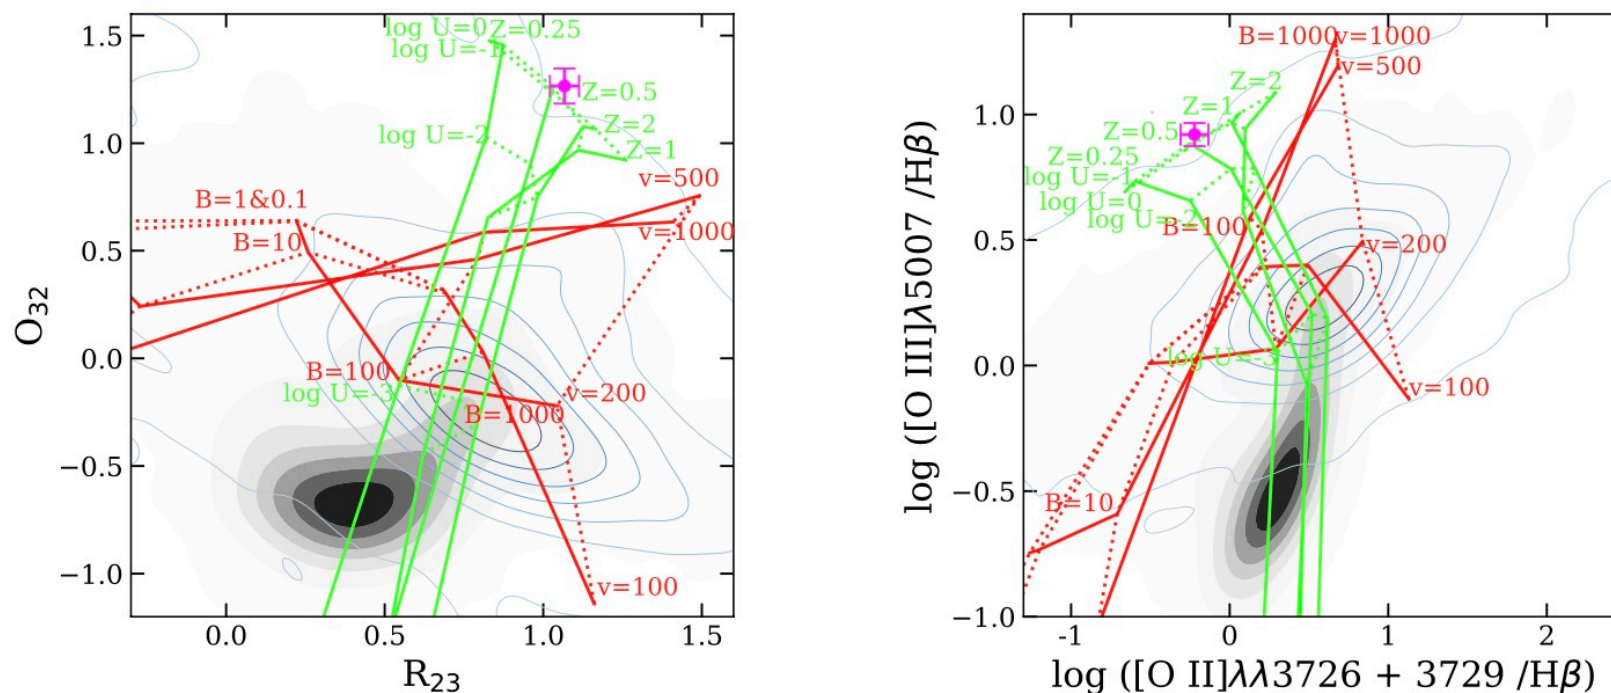 1.5
1.0
0.5
0.0
−0.5
−1.0
O32
0.0
0.5
1.0
1.5
R23
log U=0
Z=0.25
log U=-1
Z=0.5
log U=-2
Z=2
Z=1
v=500
B=1&0.1
v=1000
B=10
B=100
log U=-3
v=200
B=1000
v=100
1.0
0.5
0.0
−0.5
−1.0
log ([O III]λ5007 /Hβ)
-1
0
1
2
log ([O II]λλ3726 + 3729 /Hβ)
B=1000
v=1000
v=500
Z=2
Z=1
Z=0.5
Z=0.25
log U=-1
log U=0
log U=-2
B=100
v=200
log U=-3
v=100
B=10